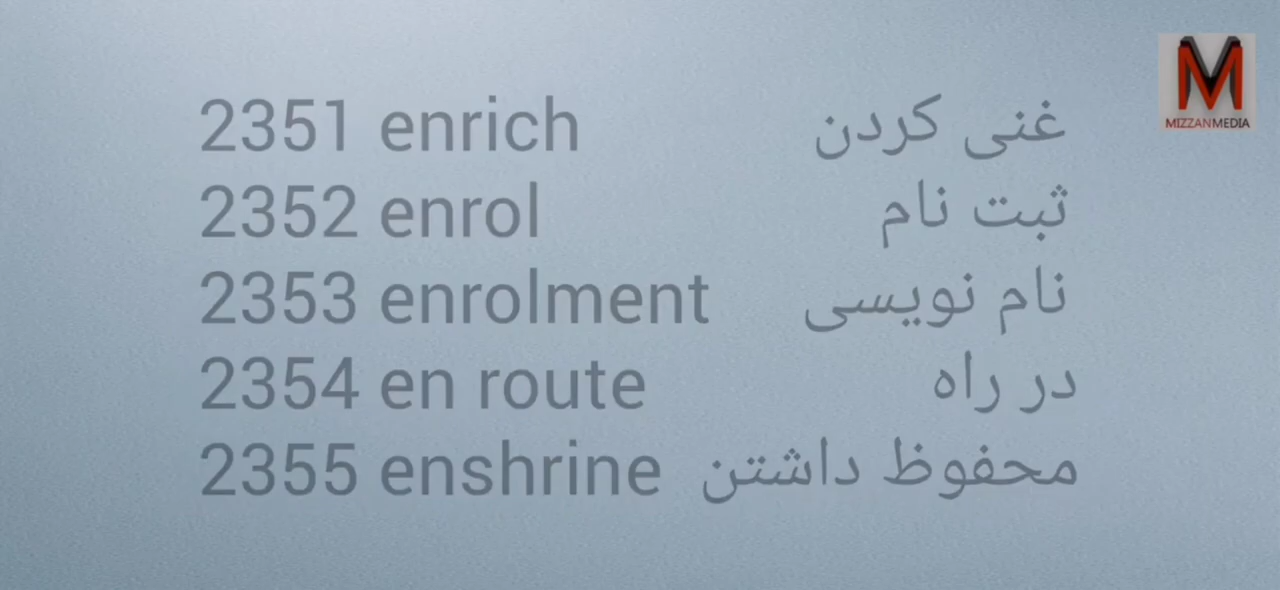 2351 enrich غنی کردن
2352 enrol ثبت نام
2353 enrolment نام نویسی
2354 en route در راه
2355 enshrine محفوظ داشتن
MIZZANMEDIA